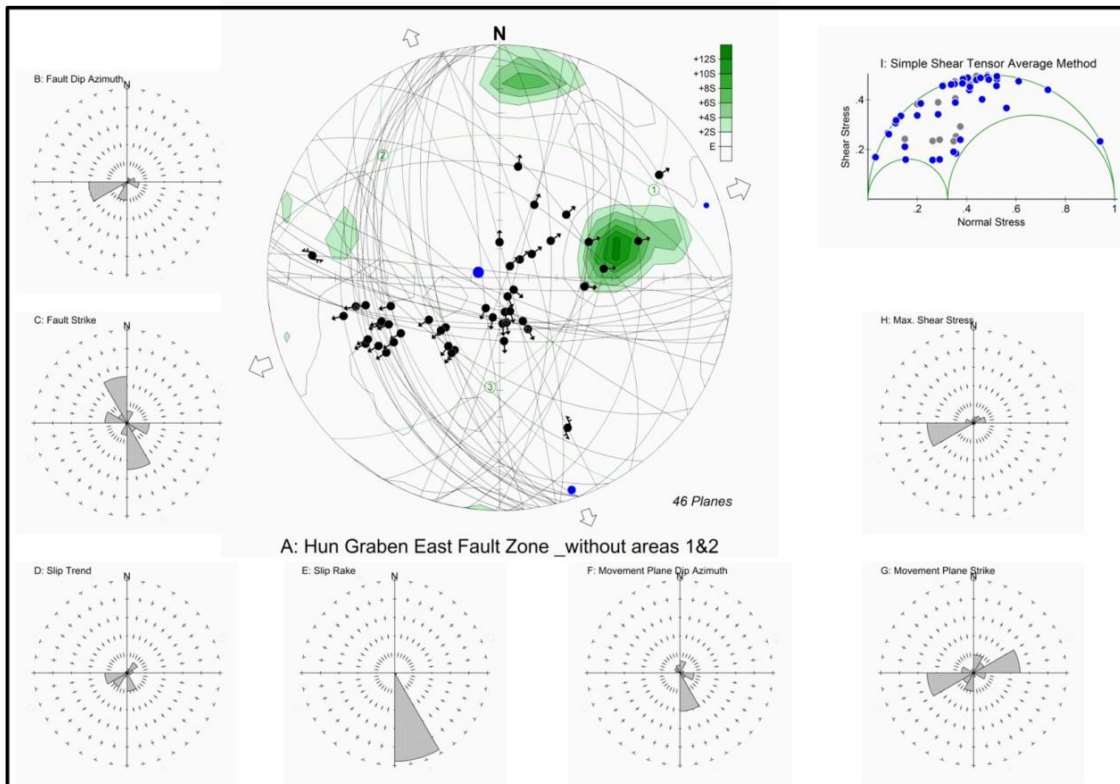 B: Fault Dip Azimuth
N
N
+12S
+10S
+8S
+6S
+4S
+2S
E
1
2
3
46 Planes
A: Hun Graben East Fault Zone _without areas 1&2
I: Simple Shear Tensor Average Method
.4
.2
Shear Stress
.2
.4
.6
.8
1
Normal Stress
C: Fault Strike
N
H: Max. Shear Stress
N
D: Slip Trend
N
E: Slip Rake
N
F: Movement Plane Dip Azimuth
N
G: Movement Plane Strike
N